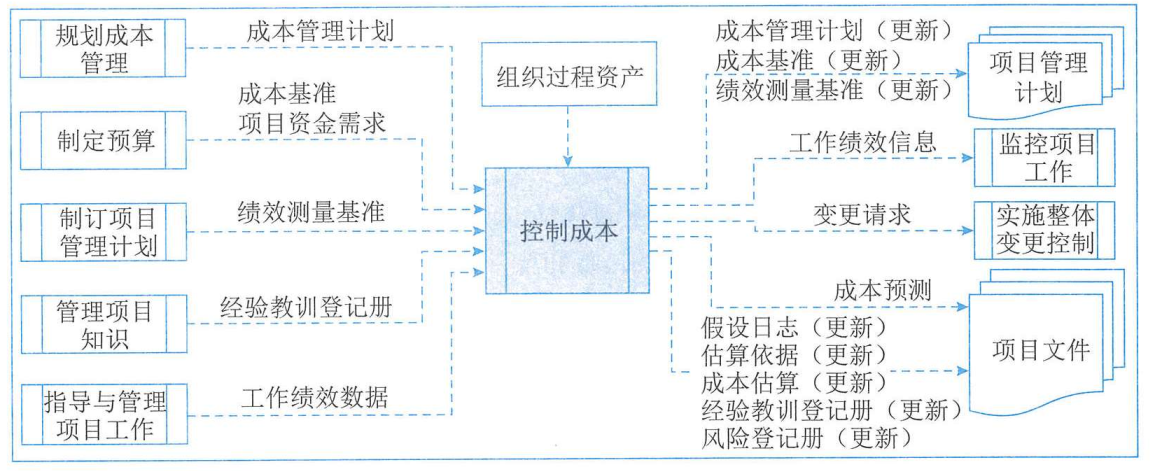 规划成本
管理
成本管理计划
制定预算
成本基准
项目资金需求
制订项目
管理计划
绩效测量基准
管理项目
知识
经验教训登记册
指导与管理
项目工作
工作绩效数据
组织过程资产
控制成本
成本管理计划（更新）
成本基准（更新）
绩效测量基准（更新）
项目管理
计划
工作绩效信息
监控项目
工作
变更请求
实施整体
变更控制
成本预测
假设日志（更新）
估算依据（更新）
成本估算（更新）
经验教训登记册（更新）
风险登记册（更新）
项目文件